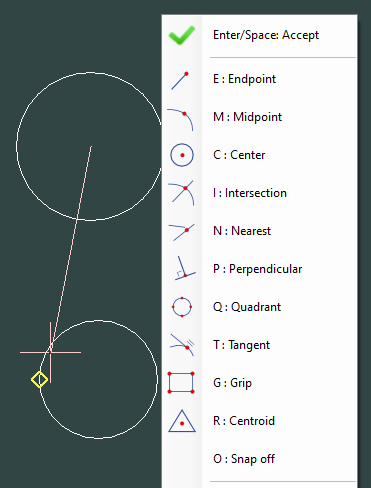 Enter/Space: Accept
E : Endpoint
M : Midpoint
C : Center
I : Intersection
N : Nearest
P : Perpendicular
Q : Quadrant
T : Tangent
G : Grip
R : Centroid
O : Snap off